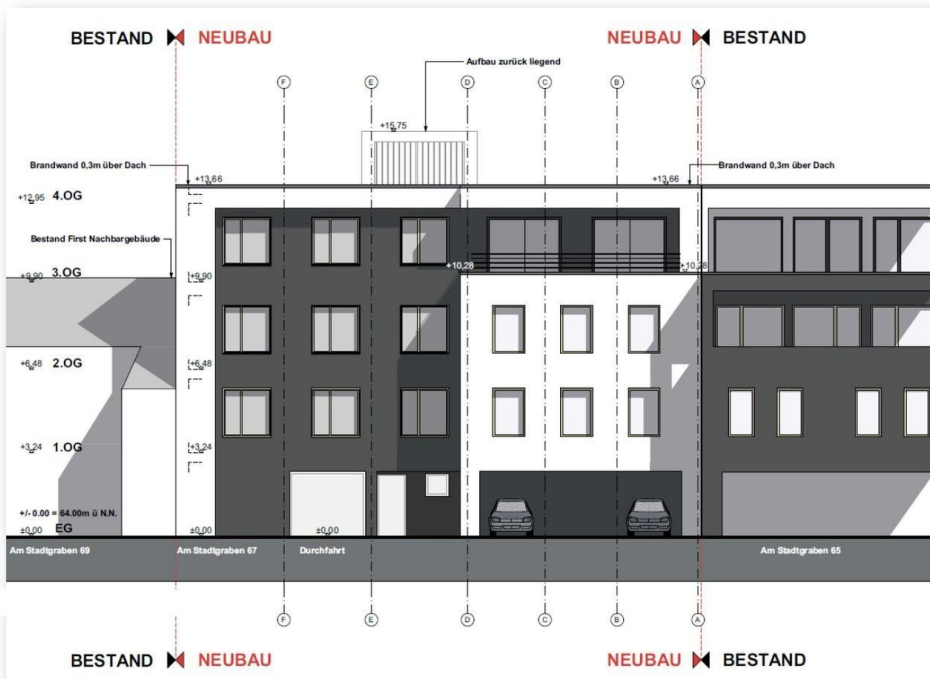 BESTAND NEUBAU NEUBAU BESTAND
Aufbau zurück liegend
F E D C B A
+15,75
Brandwand 0,3m über Dach Brandwand 0,3m über Dach
+13,66 +13,66
+12,95 4.OG
Bestand First Nachbargebäude
+10,28 +10,28
+9,90 3.OG +9,90
+6,48 2.OG +6,48
+3,24 1.OG +3,24
+/- 0.00 = 64.00m ü N.N.
±0,00 EG ±0,00 ±0,00
Am Stadtgraben 69 Am Stadtgraben 67 Durchfahrt Am Stadtgraben 65
F E D C B A
BESTAND NEUBAU NEUBAU BESTAND